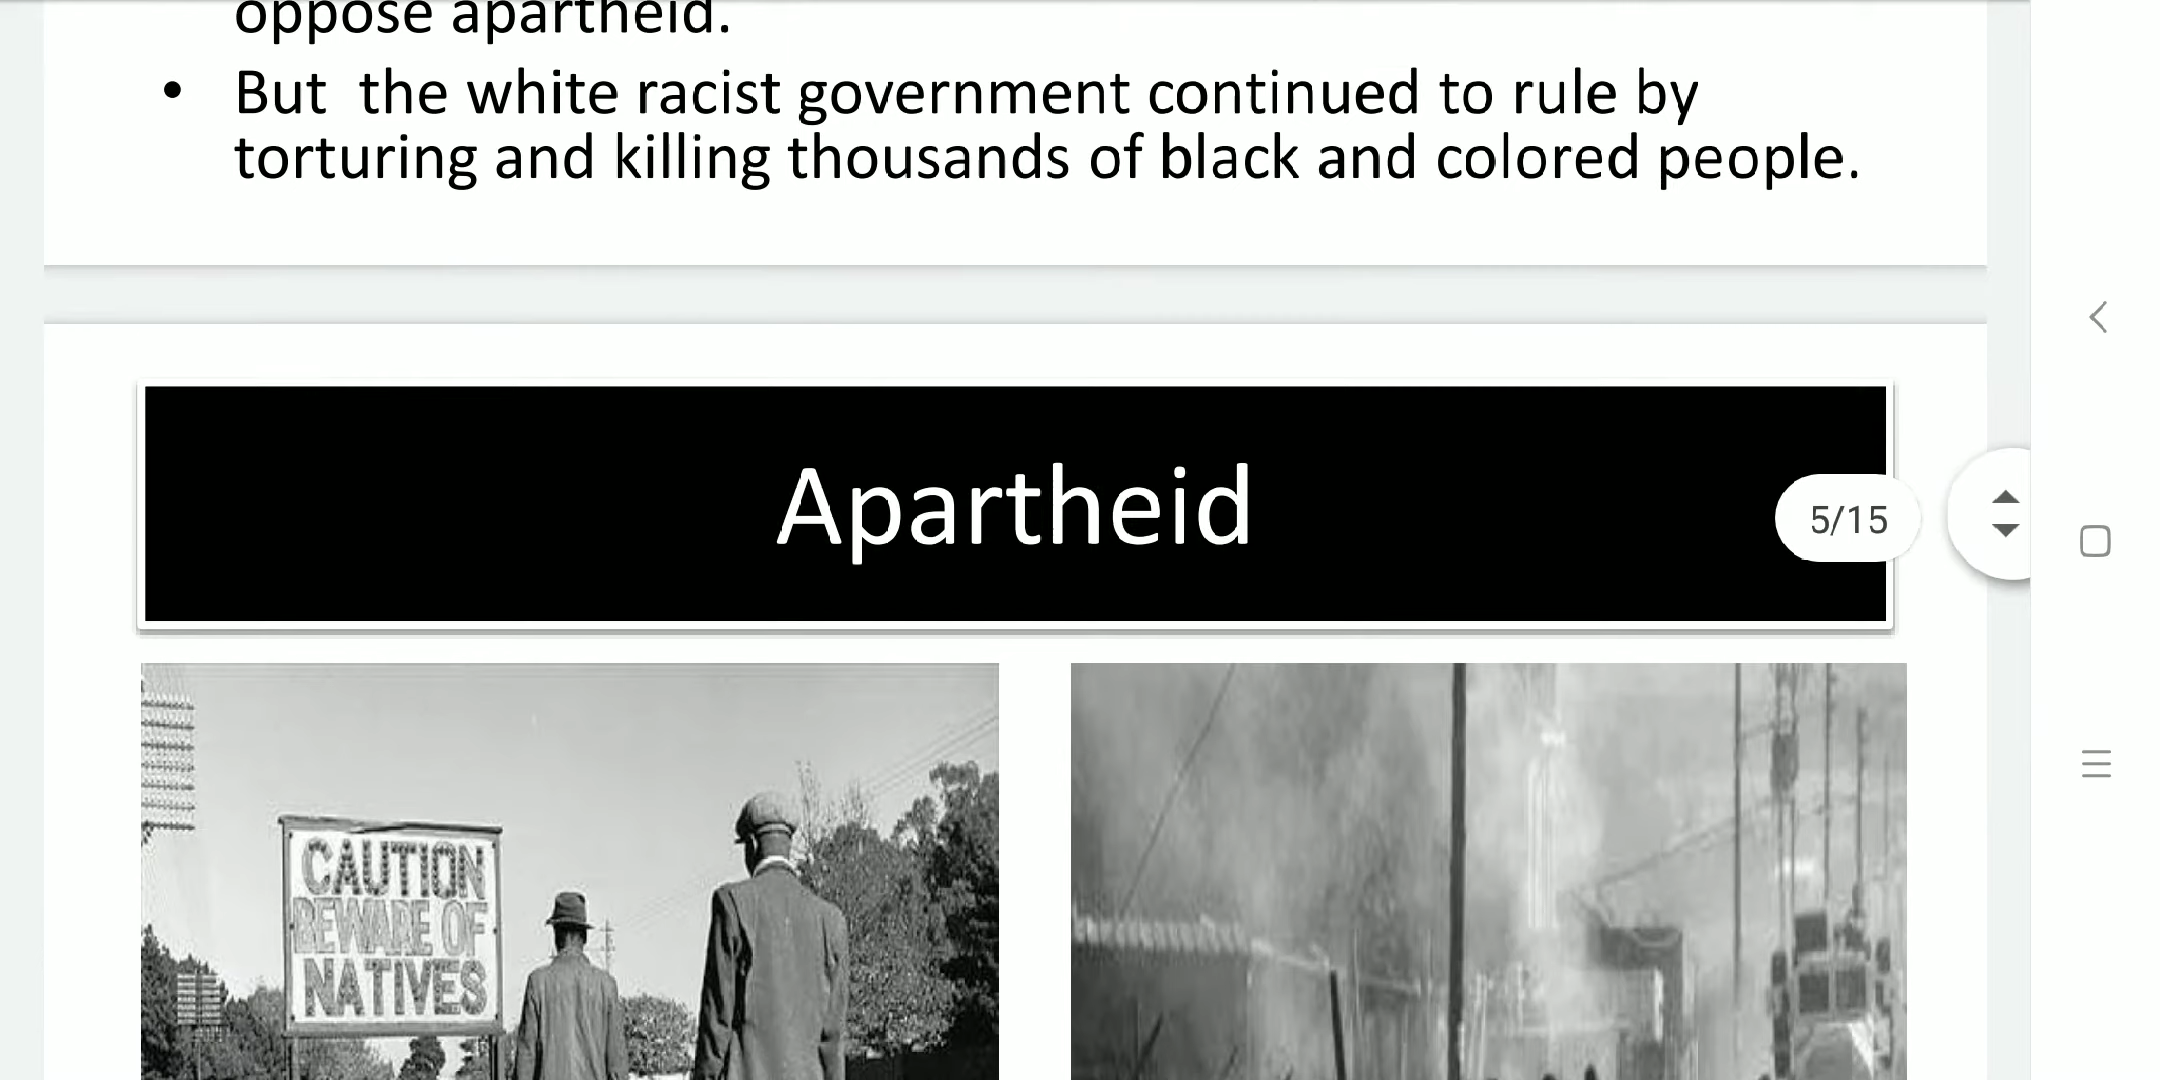 oppose apartheid.
• But  the white racist government continued to rule by
torturing and killing thousands of black and colored people.
Apartheid
5/15
CAUTION
BEWARE OF
NATIVES